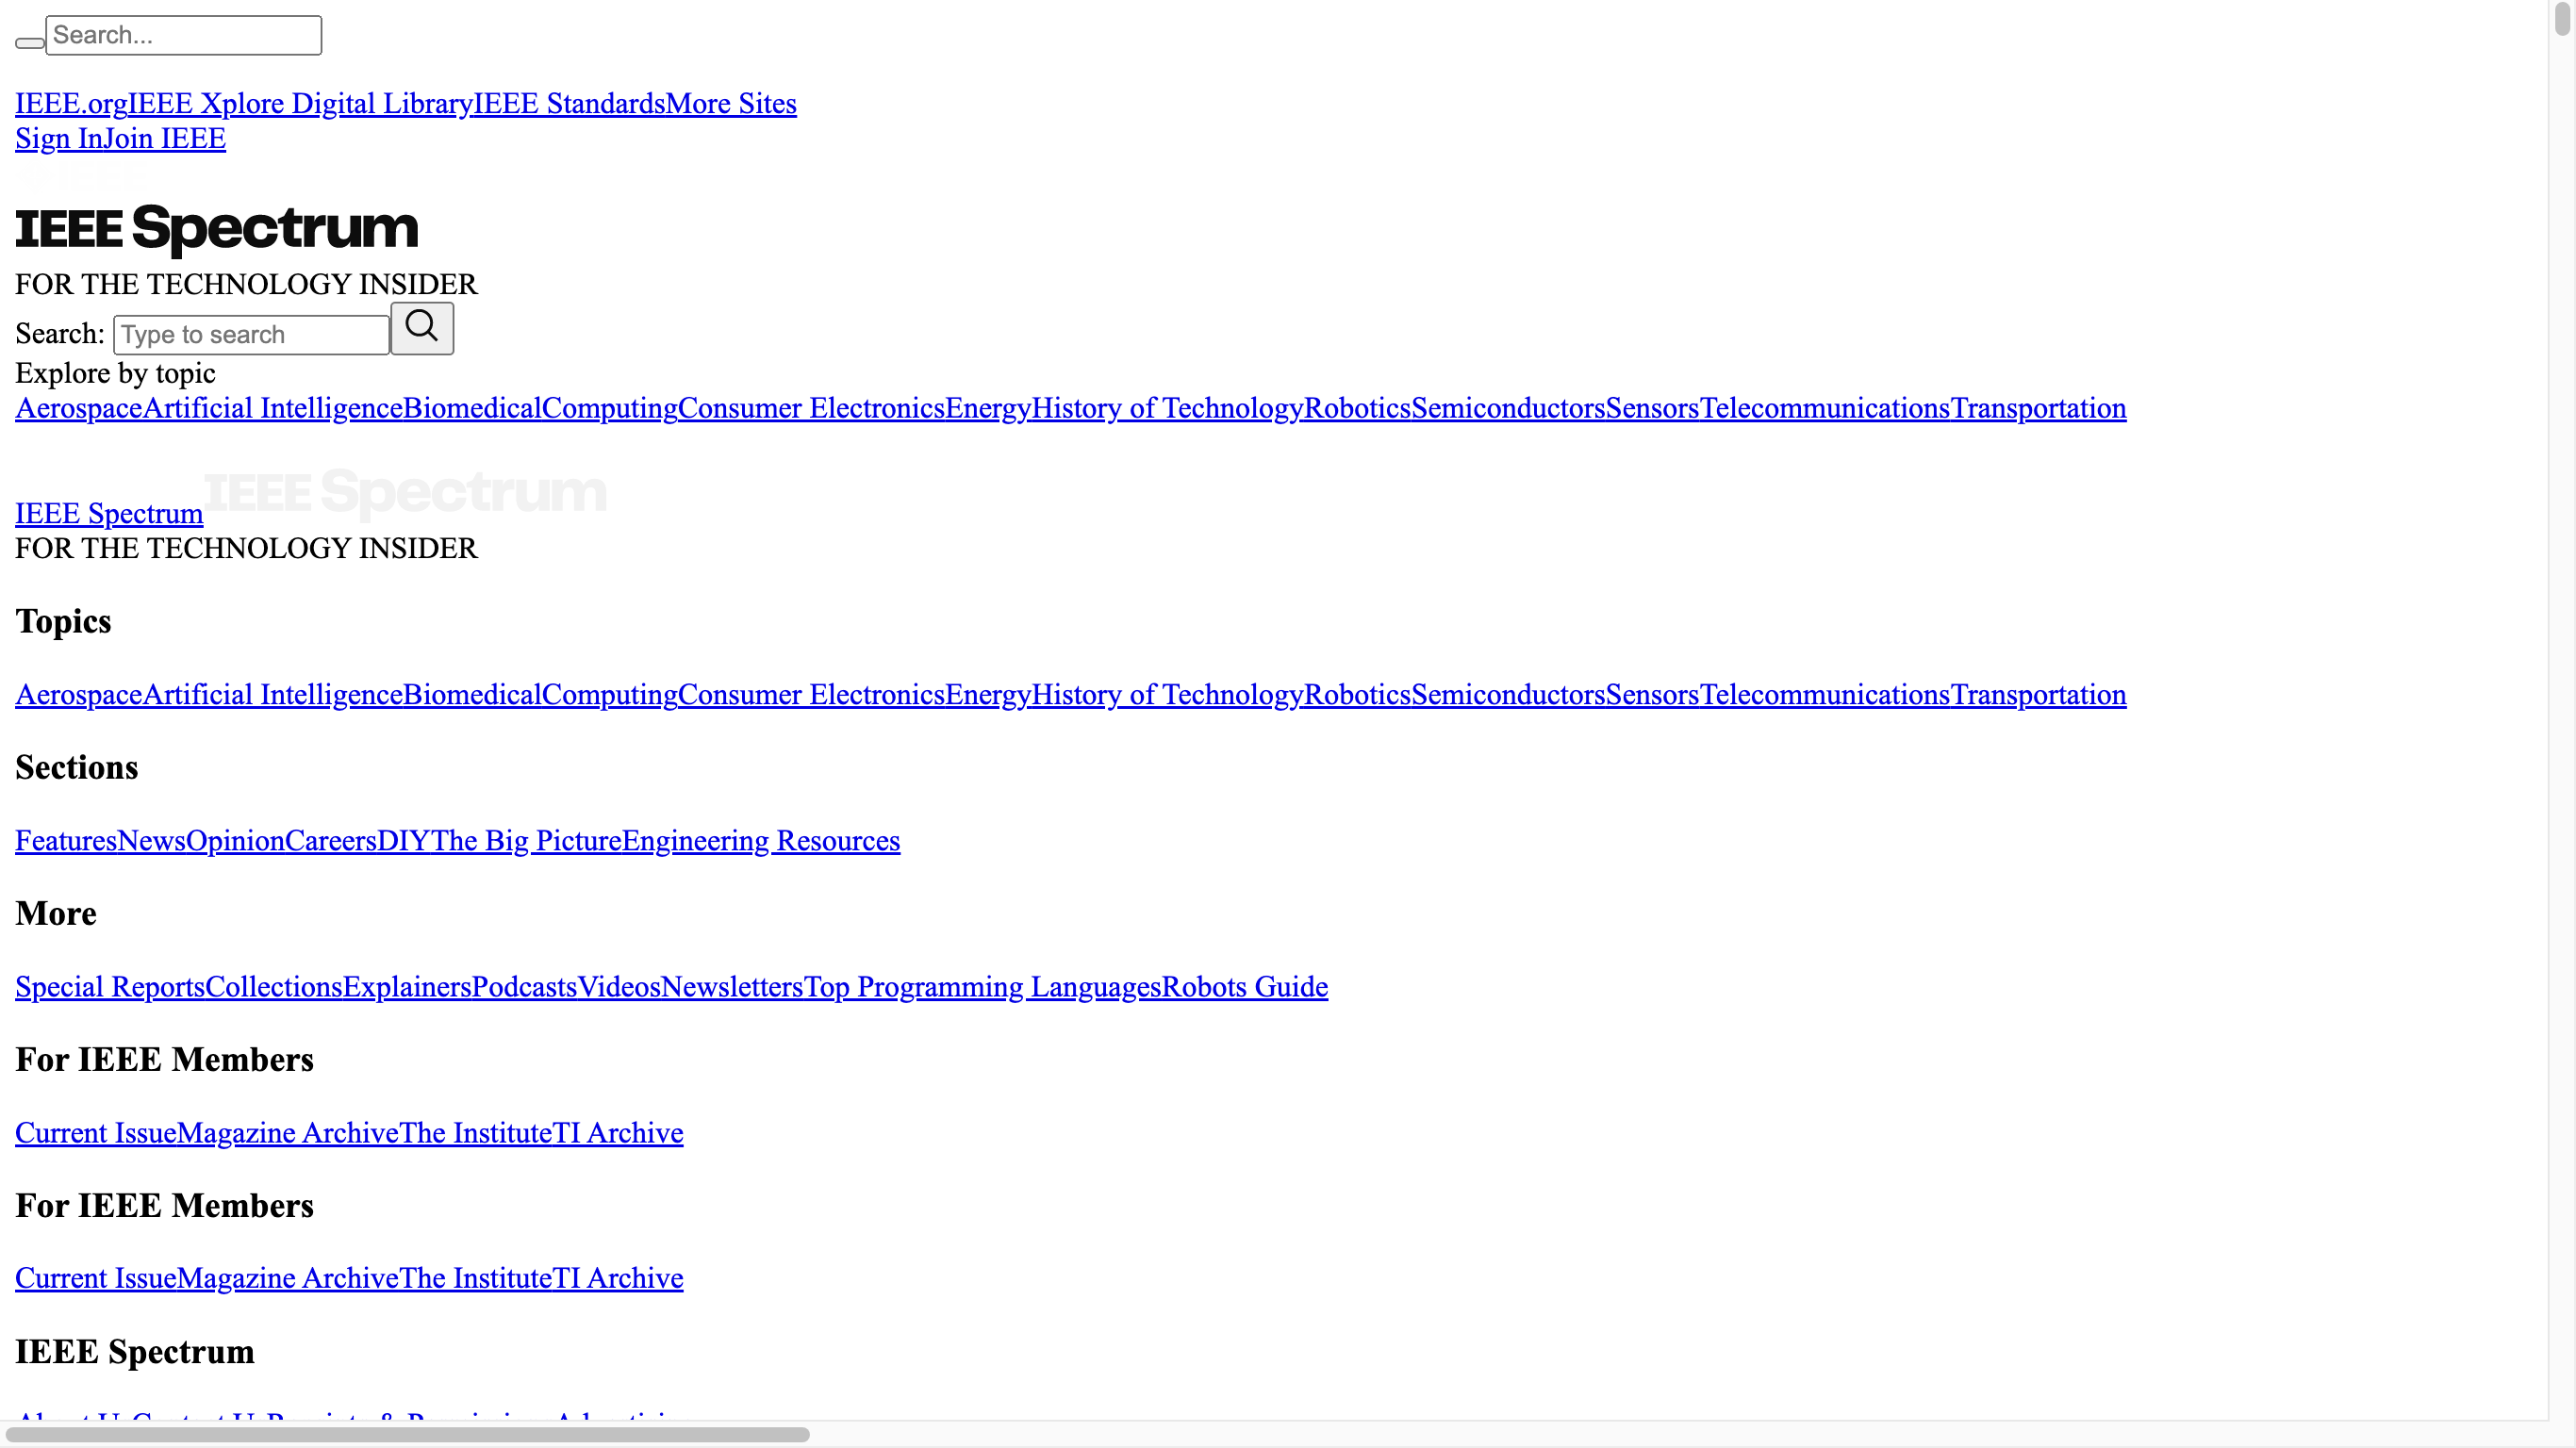 Search...
IEEE.orgIEEE Xplore Digital LibraryIEEE StandardsMore Sites
Sign InJoin IEEE
IEEE Spectrum
FOR THE TECHNOLOGY INSIDER
Search: Type to search
Explore by topic
AerospaceArtificial IntelligenceBiomedicalComputingConsumer ElectronicsEnergyHistory of TechnologyRoboticsSemiconductorsSensorsTelecommunicationsTransportation
IEEE Spectrum IEEE Spectrum
FOR THE TECHNOLOGY INSIDER
Topics
AerospaceArtificial IntelligenceBiomedicalComputingConsumer ElectronicsEnergyHistory of TechnologyRoboticsSemiconductorsSensorsTelecommunicationsTransportation
Sections
FeaturesNewsOpinionCareersDIYThe Big PictureEngineering Resources
More
Special ReportsCollectionsExplainersPodcastsVideosNewslettersTop Programming LanguagesRobots Guide
For IEEE Members
Current IssueMagazine ArchiveThe InstituteTI Archive
For IEEE Members
Current IssueMagazine ArchiveThe InstituteTI Archive
IEEE Spectrum